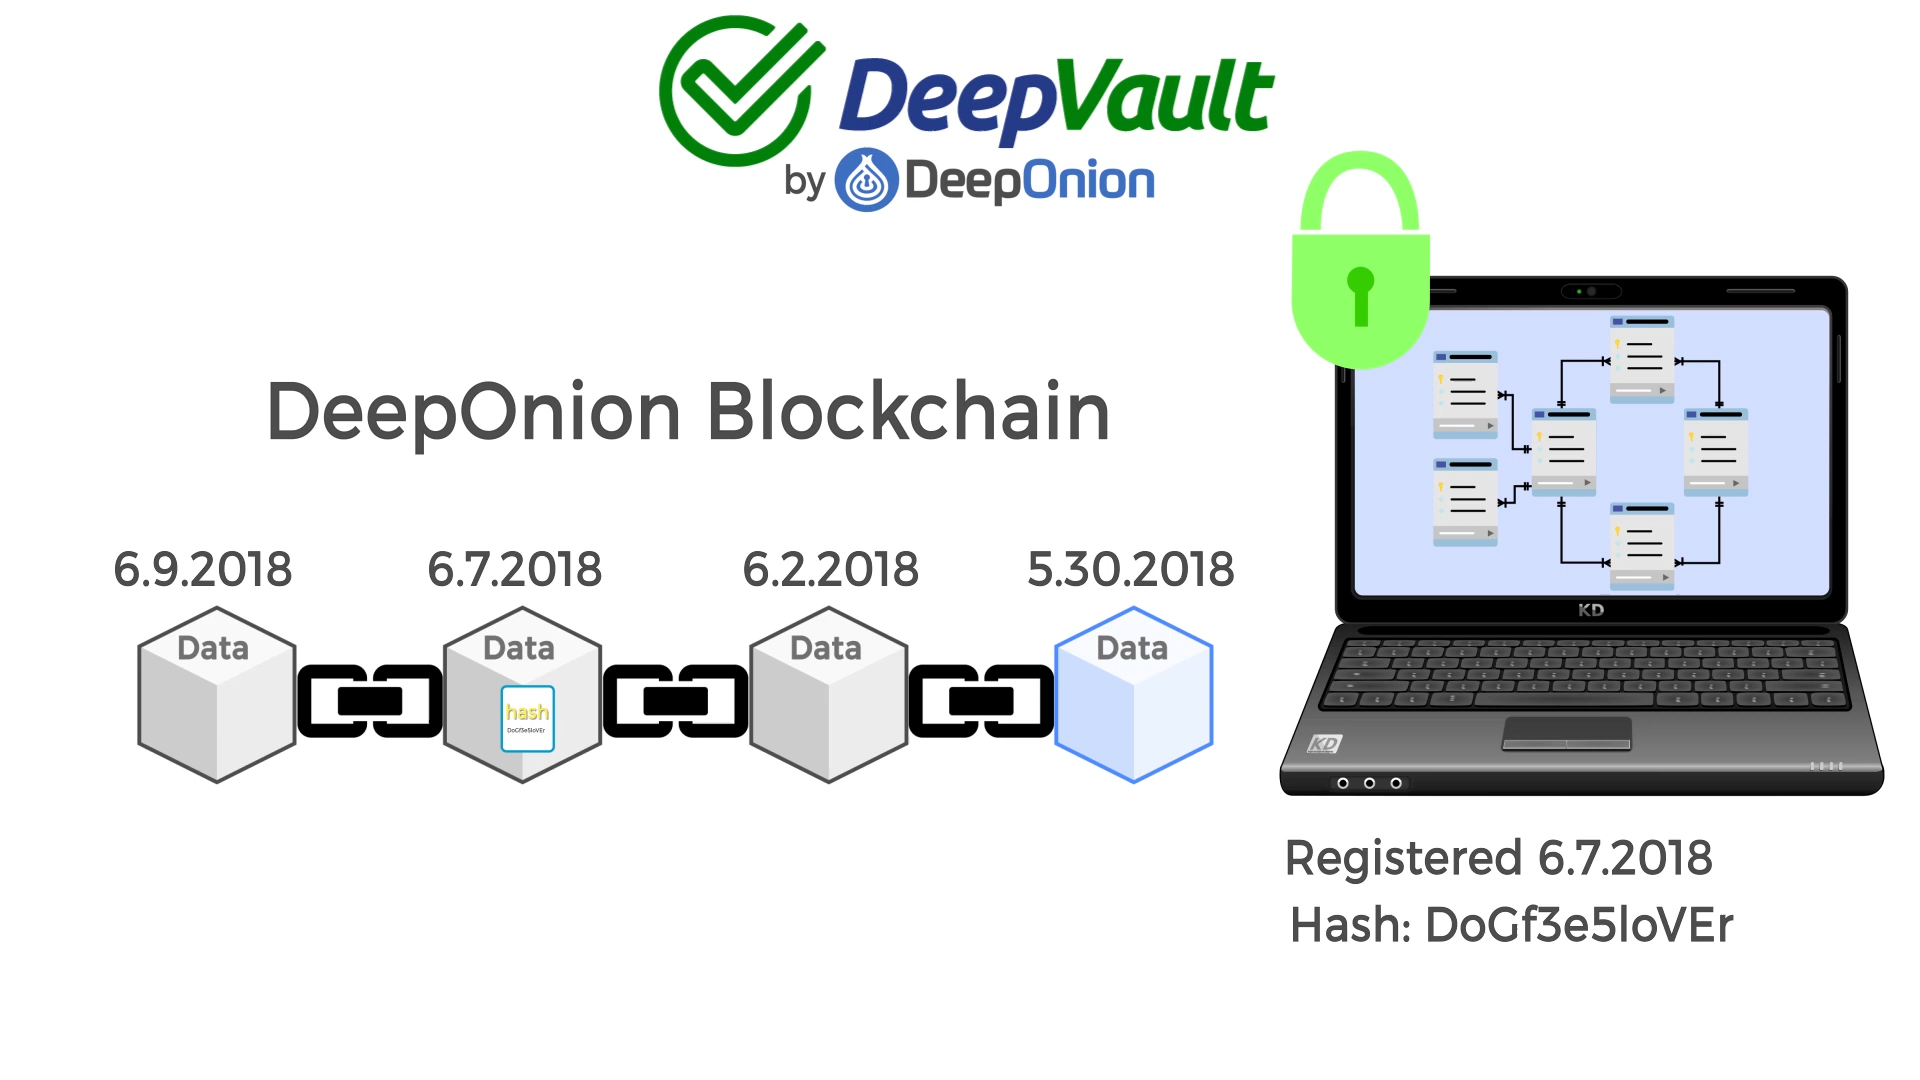 DeepVault
by DeepOnion
DeepOnion Blockchain
6.9.2018 6.7.2018 6.2.2018 5.30.2018
Data Data Data Data
hash
DoGf3e5loVEr
KD
KD
Registered 6.7.2018
Hash: DoGf3e5loVEr